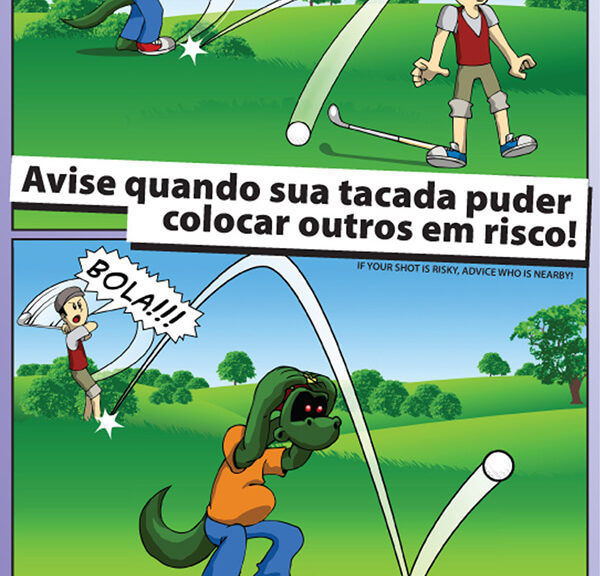 Avise quando sua tacada puder
colocar outros em risco!
IF YOUR SHOT IS RISKY, ADVICE WHO IS NEARBY!
BOLA!!!